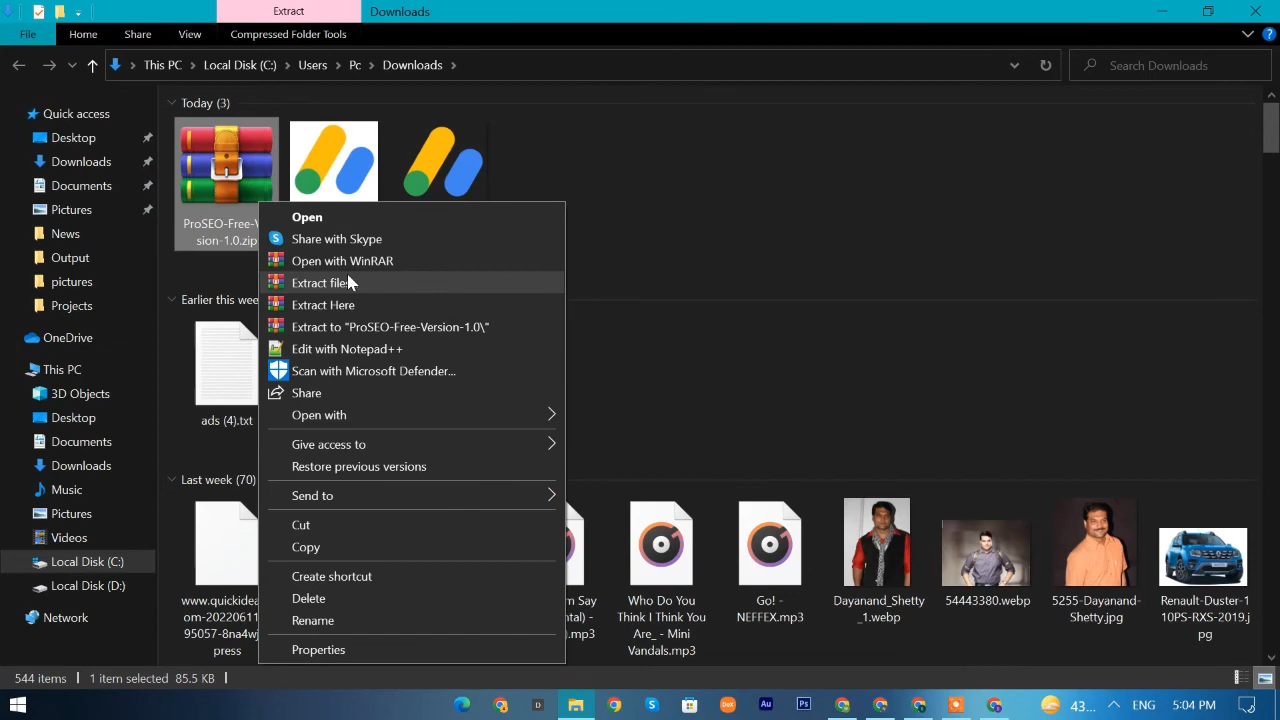 Extract
Downloads
File
Home
Share
View
Compressed Folder Tools
This PC
Local Disk (C:)
Users
Pc
Downloads
Search Downloads
Quick access
Desktop
Downloads
Documents
Pictures
News
Output
pictures
Projects
OneDrive
This PC
3D Objects
Desktop
Documents
Downloads
Music
Pictures
Videos
Local Disk (C:)
Local Disk (D:)
Network
Today (3)
ProSEO-Free-V
sion-1.0.zip
Open
Share with Skype
Open with WinRAR
Extract
Extract Here
Extract to "ProSEO-Free-Version-1.0\"
Edit with Notepad++
Scan with Microsoft Defender...
Share
Open with
Give access to
Restore previous versions
Send to
Cut
Copy
Create shortcut
Delete
Rename
Properties
Earlier this wee
ads (4).txt
Last week (70)
www.quickidea
om-20220611
95057-8na4wj
press
m Say
ntal) -
).mp3
Who Do You
Think I Think You
Are_ - Mini
Vandals.mp3
Go! -
NEFFEX.mp3
Dayanand_Shetty
_1.webp
54443380.webp
5255-Dayanand-
Shetty.jpg
Renault-Duster-1
10PS-RXS-2019.j
pg
544 items
1 item selected 85.5 KB
DeX
Au
Ps
43...
ENG
5:04 PM